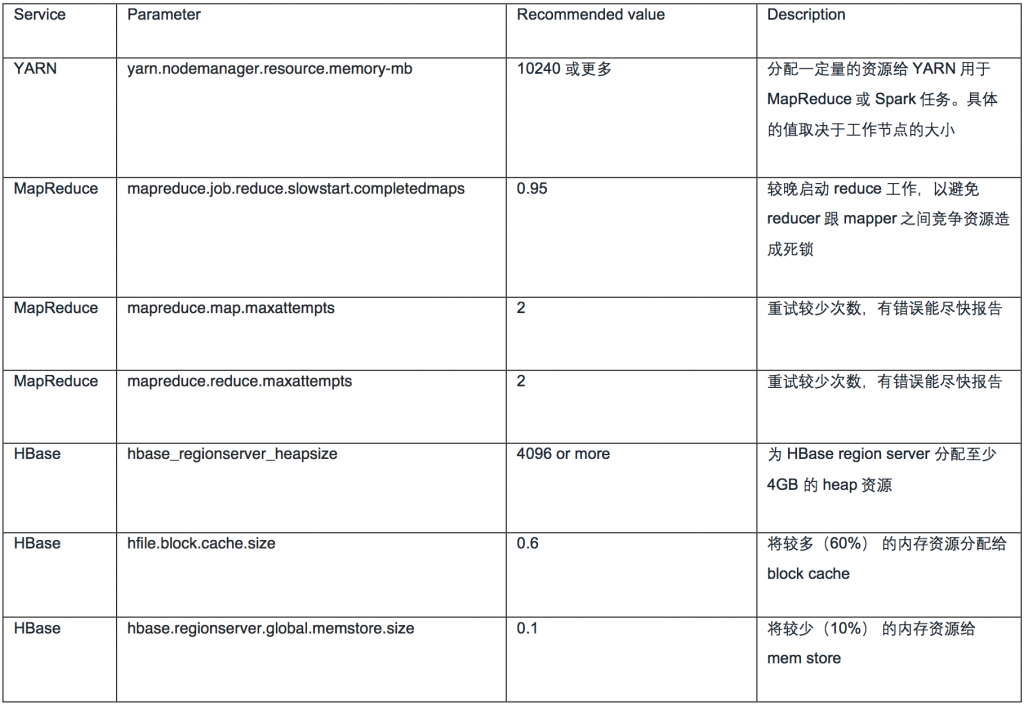 Service Parameter Recommended value Description
YARN yarn.nodemanager.resource.memory-mb 10240 或更多 分配一定量的资源给 YARN 用于
MapReduce 或 Spark 任务。具体
的值取决于工作节点的大小
MapReduce mapreduce.job.reduce.slowstart.completedmaps 0.95 较晚启动 reduce 工作，以避免
reducer 跟 mapper 之间竞争资源造
成死锁
MapReduce mapreduce.map.maxattempts 2 重试较少次数，有错误能尽快报告
MapReduce mapreduce.reduce.maxattempts 2 重试较少次数，有错误能尽快报告
HBase hbase_regionserver_heapsize 4096 or more 为 HBase region server 分配至少
4GB 的 heap 资源
HBase hfile.block.cache.size 0.6 将较多（60%） 的内存资源分配给
block cache
HBase hbase.regionserver.global.memstore.size 0.1 将较少（10%） 的内存资源给
mem store